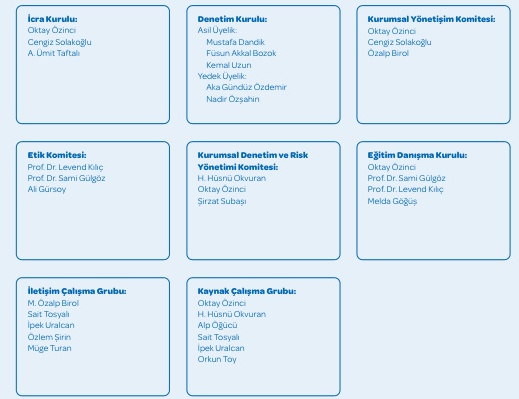 İcra Kurulu:
Oktay Özinci
Cengiz Solakoğlu
A. Ümit Taftalı
Denetim Kurulu:
Asil Üyelik:
Mustafa Dandik
Füsun Akkal Bozok
Kemal Uzun
Yedek Üyelik:
Aka Gündüz Özdemir
Nadir Özşahin
Kurumsal Yönetişim Komitesi:
Oktay Özinci
Cengiz Solakoğlu
Özalp Birol
Etik Komitesi:
Prof. Dr. Levend Kılıç
Prof. Dr. Sami Gülgöz
Ali Gürsoy
Kurumsal Denetim ve Risk
Yönetimi Komitesi:
H. Hüsnü Okvuran
Oktay Özinci
Şirzat Subaşı
Eğitim Danışma Kurulu:
Oktay Özinci
Prof. Dr. Sami Gülgöz
Prof. Dr. Levend Kılıç
Melda Göğüş
İletişim Çalışma Grubu:
M. Özalp Birol
Sait Tosyalı
İpek Uralcan
Özlem Şirin
Müge Turan
Kaynak Çalışma Grubu:
Oktay Özinci
H. Hüsnü Okvuran
Alp Öğücü
Sait Tosyalı
İpek Uralcan
Orkun Toy